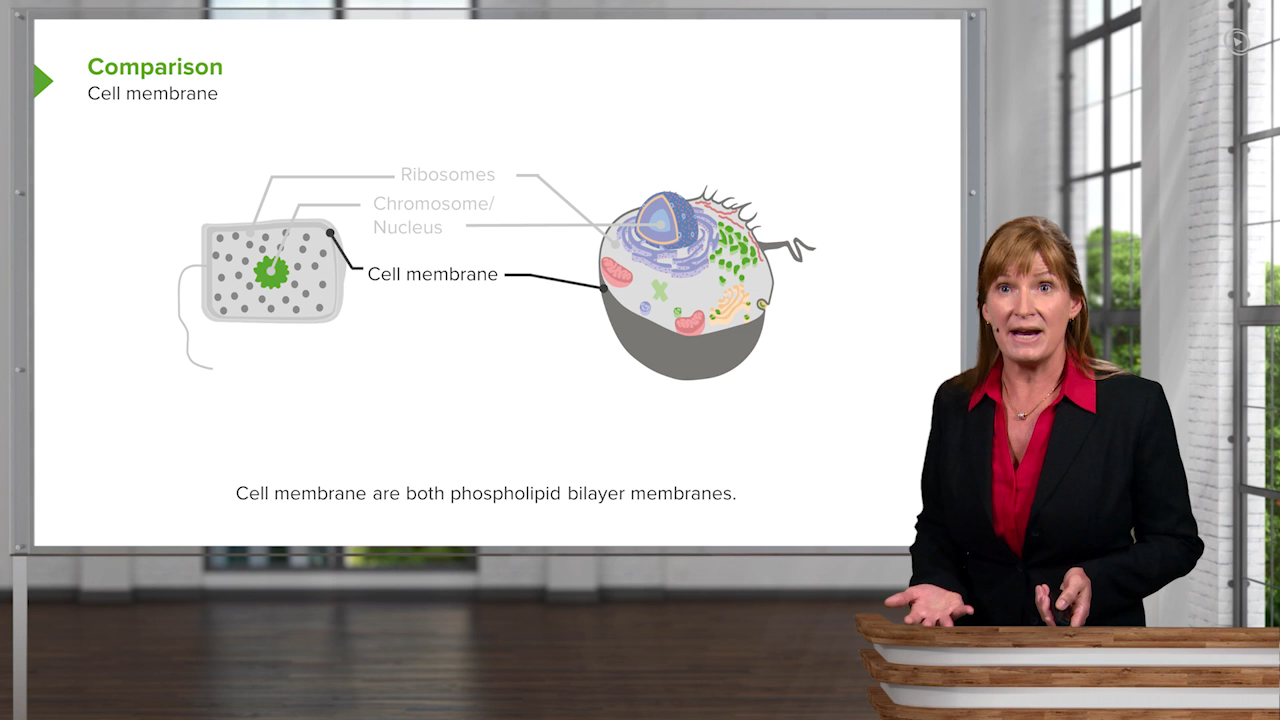 Comparison
Cell membrane
Ribosomes
Chromosome/
Nucleus
Cell membrane
Cell membrane are both phospholipid bilayer membranes.